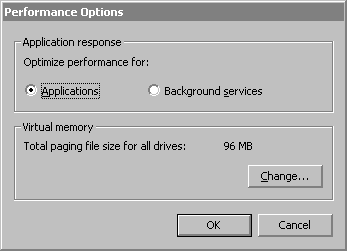 Performance Options
Application response
Optimize performance for:
Applications
Background services
Virtual memory
Total paging file size for all drives: 96 MB
Change...
OK
Cancel